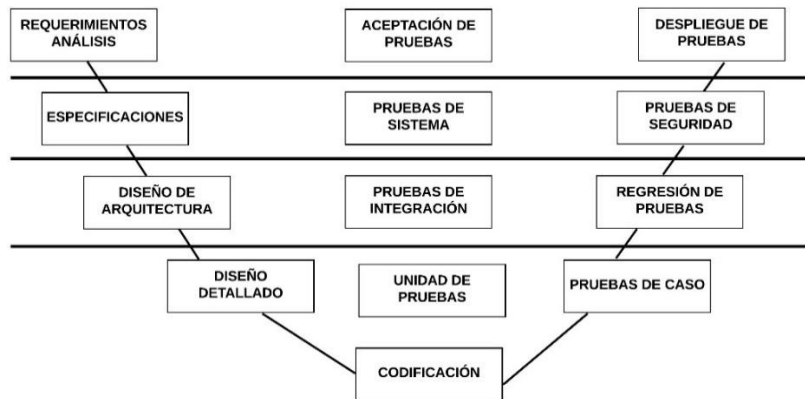 REQUERIMIENTOS
ANÁLISIS
ACEPTACIÓN DE
PRUEBAS
DESPLIEGUE DE
PRUEBAS
ESPECIFICACIONES
PRUEBAS DE
SISTEMA
PRUEBAS DE
SEGURIDAD
DISEÑO DE
ARQUITECTURA
PRUEBAS DE
INTEGRACIÓN
REGRESIÓN DE
PRUEBAS
DISEÑO
DETALLADO
UNIDAD DE
PRUEBAS
PRUEBAS DE CASO
CODIFICACIÓN